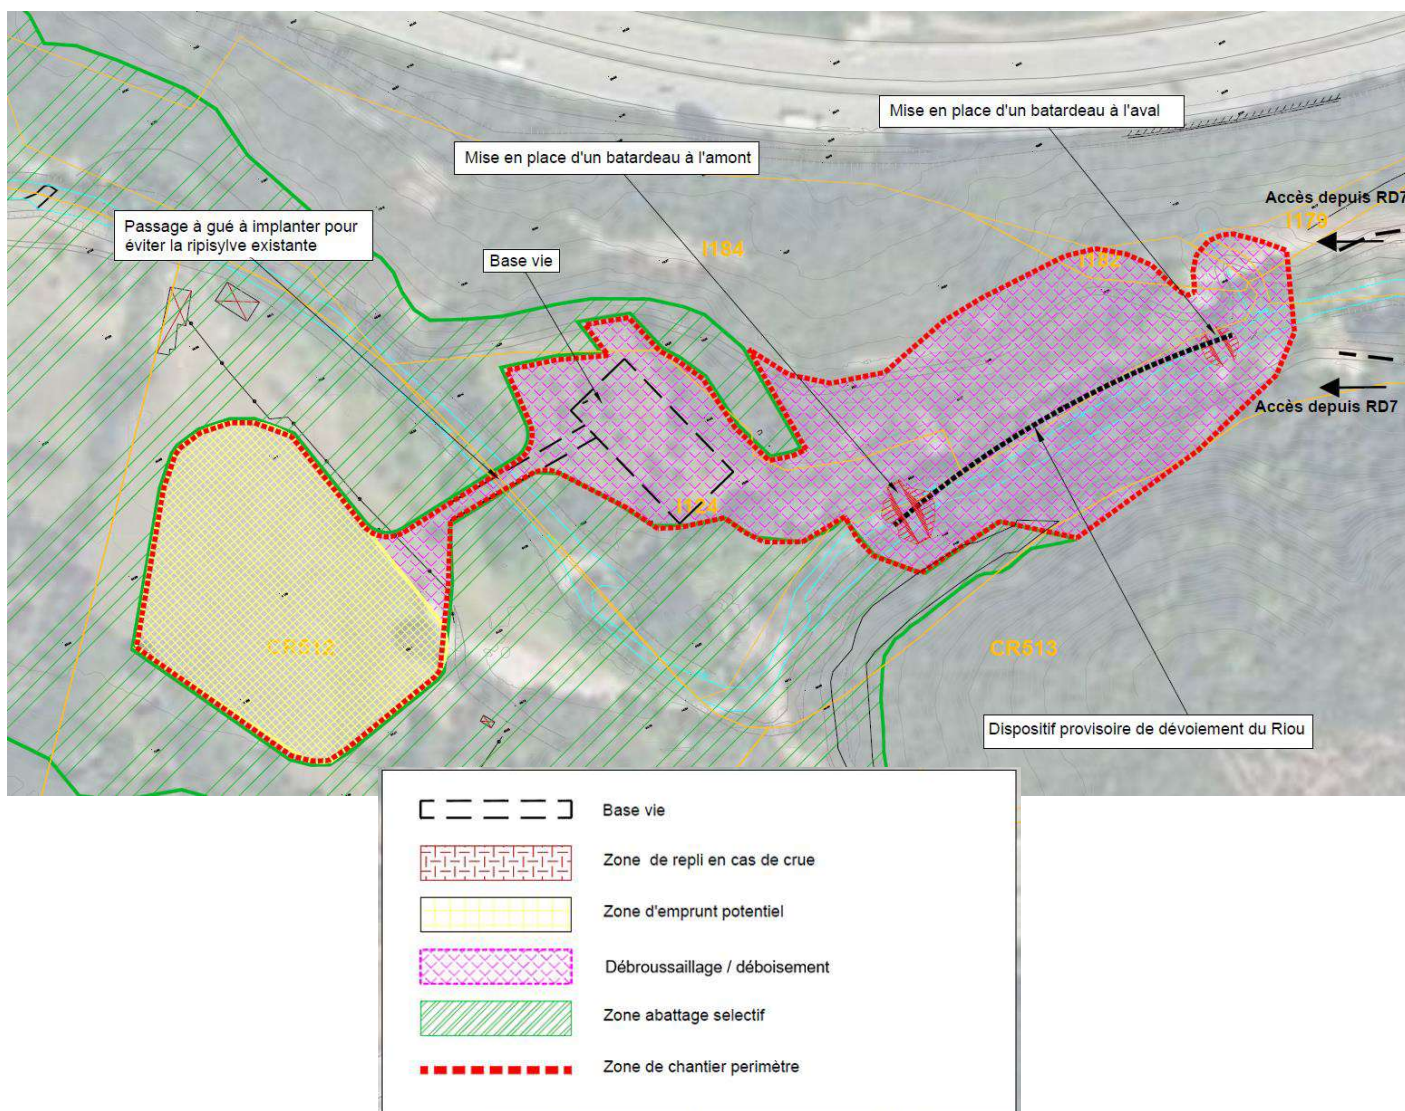 Mise en place d'un batardeau à l'aval
Mise en place d'un batardeau à l'amont
Accès depuis RD7
I179
Passage à gué à implanter pour
éviter la ripisylve existante
I184
Base vie
I182
Accès depuis RD7
I124
CR512
CR513
Dispositif provisoire de dévoiement du Riou
Base vie
Zone de repli en cas de crue
Zone d'emprunt potentiel
Débroussaillage / déboisement
Zone abattage selectif
Zone de chantier perimètre